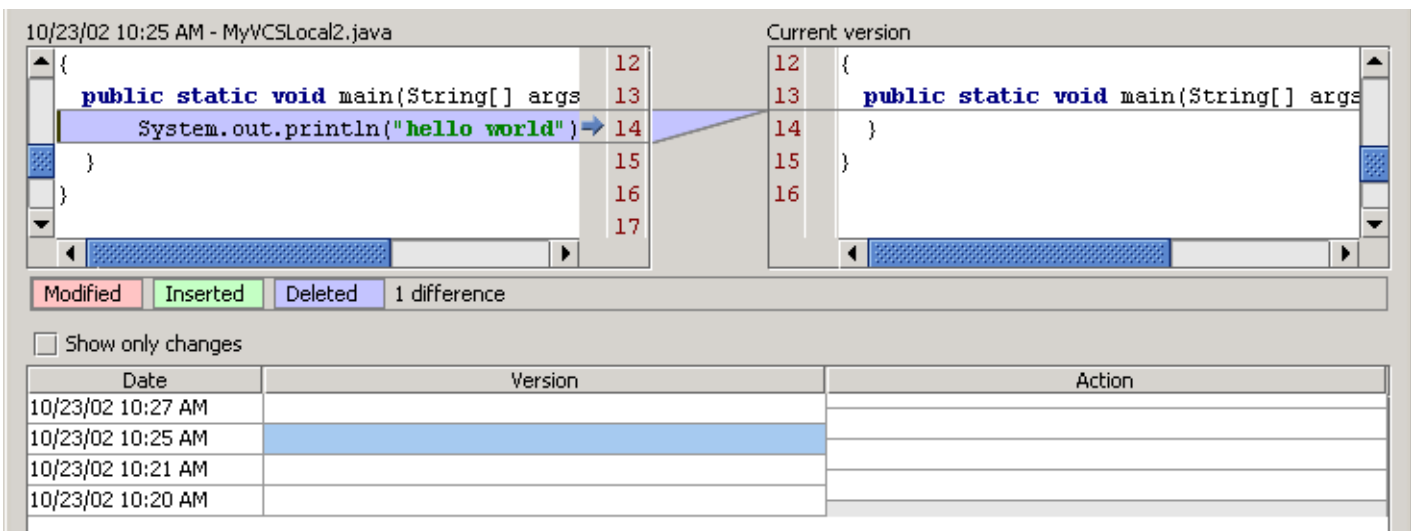 10/23/02 10:25 AM - MyVCSLocal2.java
{ 12
public static void main(String[] args 13
System.out.println("hello world") 14
} 15
} 16
17
Current version
12 {
13 public static void main(String[] args
14 }
15 }
16
Modified Inserted Deleted 1 difference
Show only changes
Date Version Action
10/23/02 10:27 AM
10/23/02 10:25 AM
10/23/02 10:21 AM
10/23/02 10:20 AM